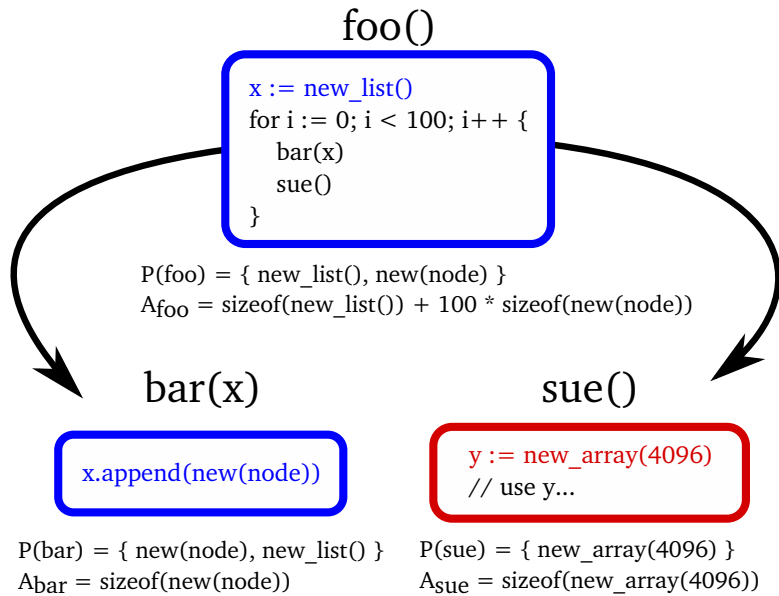 foo()
x := new_list()
for i := 0; i < 100; i++ {
bar(x)
sue()
}
P(foo) = { new_list(), new(node) }
Afoo = sizeof(new_list()) + 100 * sizeof(new(node))
bar(x)
x.append(new(node))
P(bar) = { new(node), new_list() }
Abar = sizeof(new(node))
sue()
y := new_array(4096)
// use y...
P(sue) = { new_array(4096) }
Asue = sizeof(new_array(4096))